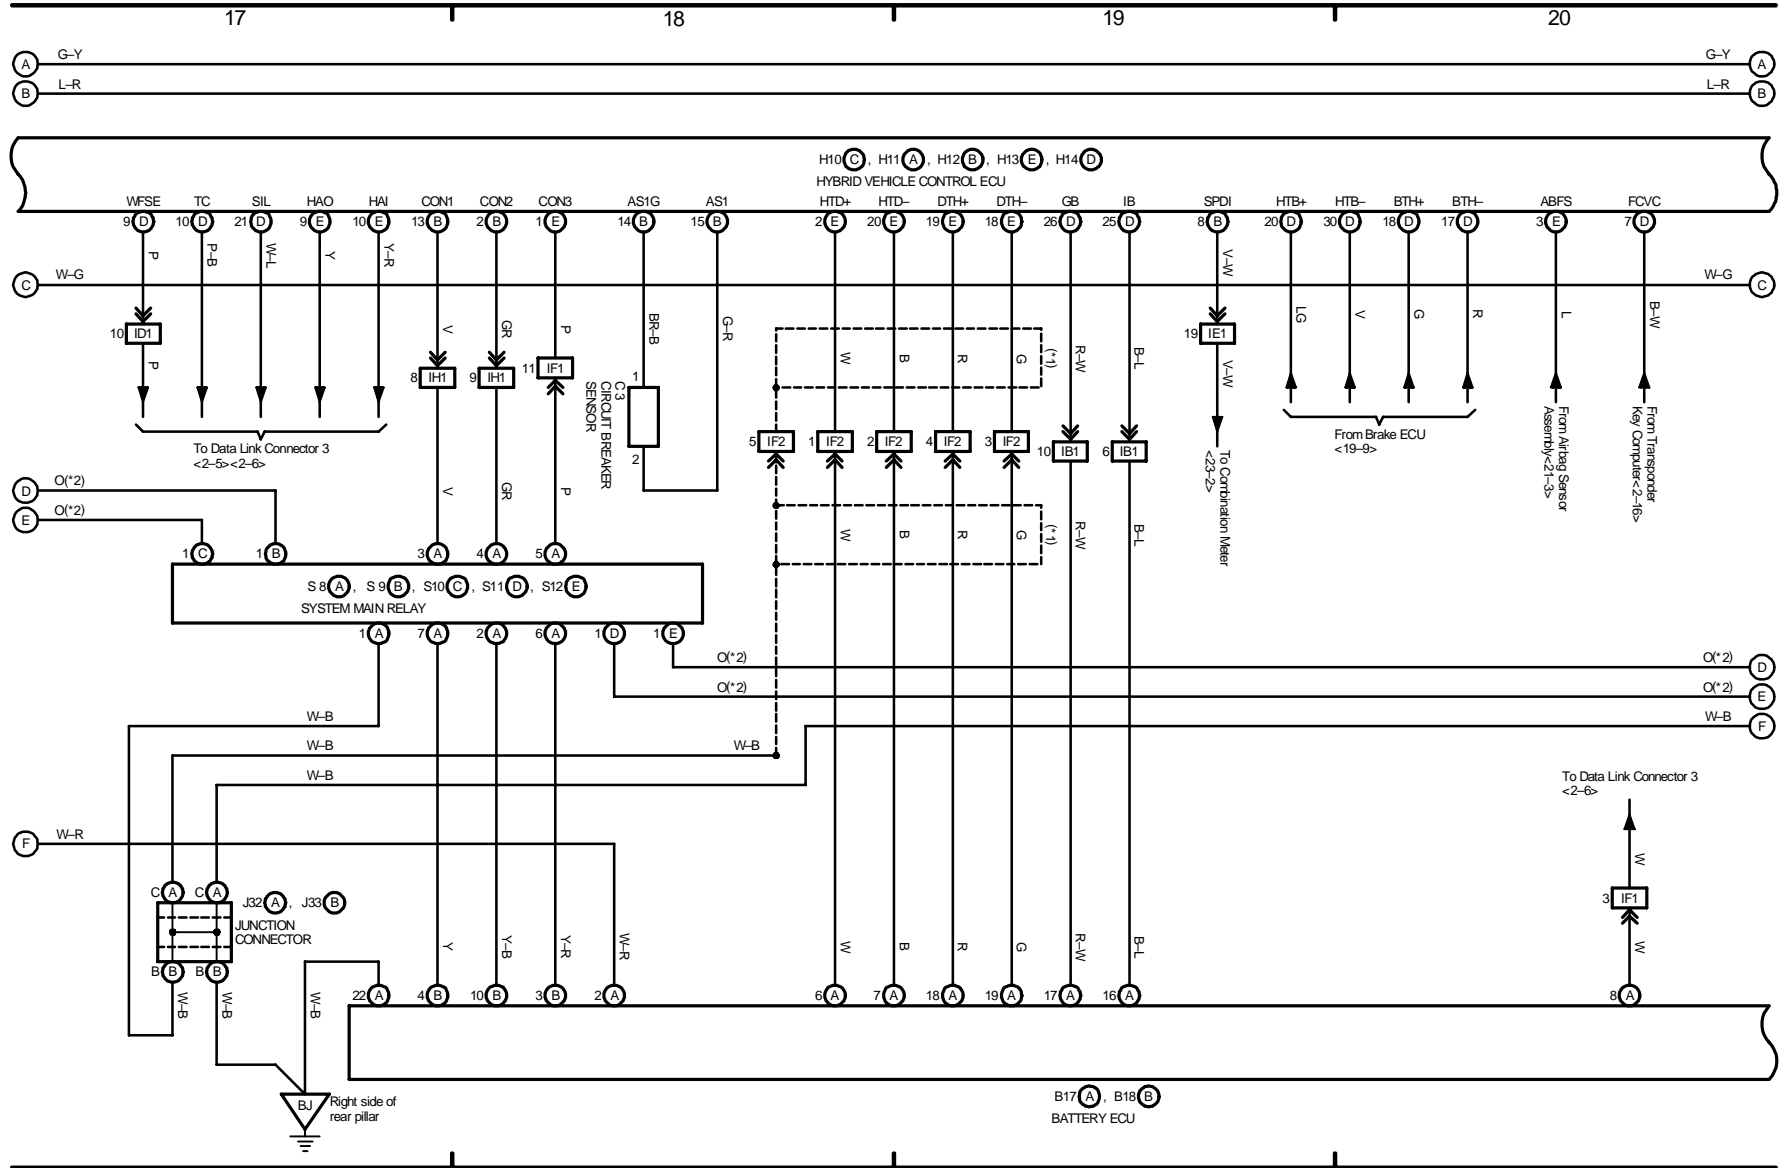 17 18 19 20
A G–Y G–Y A
B L–R L–R B
H10 C , H11 A , H12 B , H13 E , H14 D
HYBRID VEHICLE CONTROL ECU
WFSE TC SIL HAO HAI CON1 CON2 CON3 AS1G AS1 HTD+ HTD– DTH+ DTH– GB IB SPDI HTB+ HTB– BTH+ BTH– ABFS FCVC
9 D 10 D 21 D 9 E 10 E 13 B 2 B 1 E 14 B 15 B 2 E 20 E 19 E 18 E 26 D 25 D 8 B 20 D 30 D 18 D 17 D 3 E 7 D
P P–B W–L Y Y–R V–W
C W–G W–G C
V GR P BR–B G–R LG V G R L B–W
10 ID1 19 IE1
P W B R G (*1) R–W B–L V–W
8 IH1 9 IH1 11 IF1 1
C 3
CIRCUIT BREAKER
SENSOR
2
5 IF2 1 IF2 2 IF2 4 IF2 3 IF2 10 IB1 6 IB1
To Data Link Connector 3
<2–5><2–6>
To Combination Meter
<23–2>
From Brake ECU
<19–9>
From Airbag Sensor
Assembly<21–3>
From Transponder
Key Computer<2–16>
D O(*2)
E O(*2)
V GR P
W B R G (*1) R–W B–L
1 C 1 B 3 A 4 A 5 A
S 8 A , S 9 B , S10 C , S11 D , S12 E
SYSTEM MAIN RELAY
1 A 7 A 2 A 6 A 1 D 1 E
O(*2) O(*2) D
O(*2) O(*2) E
W–B W–B F
W–B W–B
W–B
To Data Link Connector 3
<2–6>
F W–R
W
3 IF1
C A C A
J32 A , J33 B
JUNCTION
CONNECTOR
B B B B
Y Y–B Y–R W–R W B R G R–W B–L W
W–B W–B W–B
22 A 4 B 10 B 3 B 2 A 6 A 7 A 18 A 19 A 17 A 16 A 8 A
BJ
Right side of
rear pillar
B17 A , B18 B
BATTERY ECU